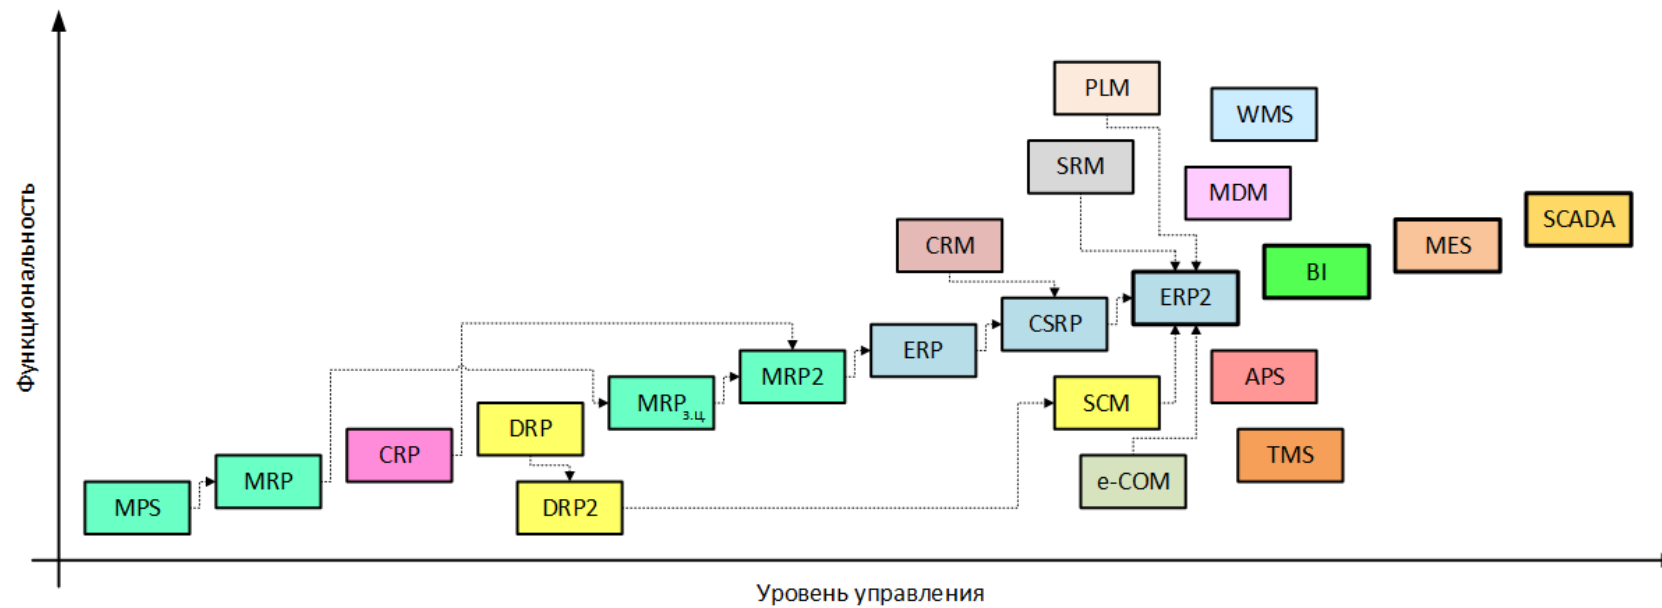 Функциональность
PLM
WMS
SRM
MDM
SCADA
CRM
MES
BI
ERP2
CSRP
ERP
MRP2
APS
MRPз.ц.
SCM
DRP
CRP
TMS
MRP
e-COM
MPS
DRP2
Уровень управления